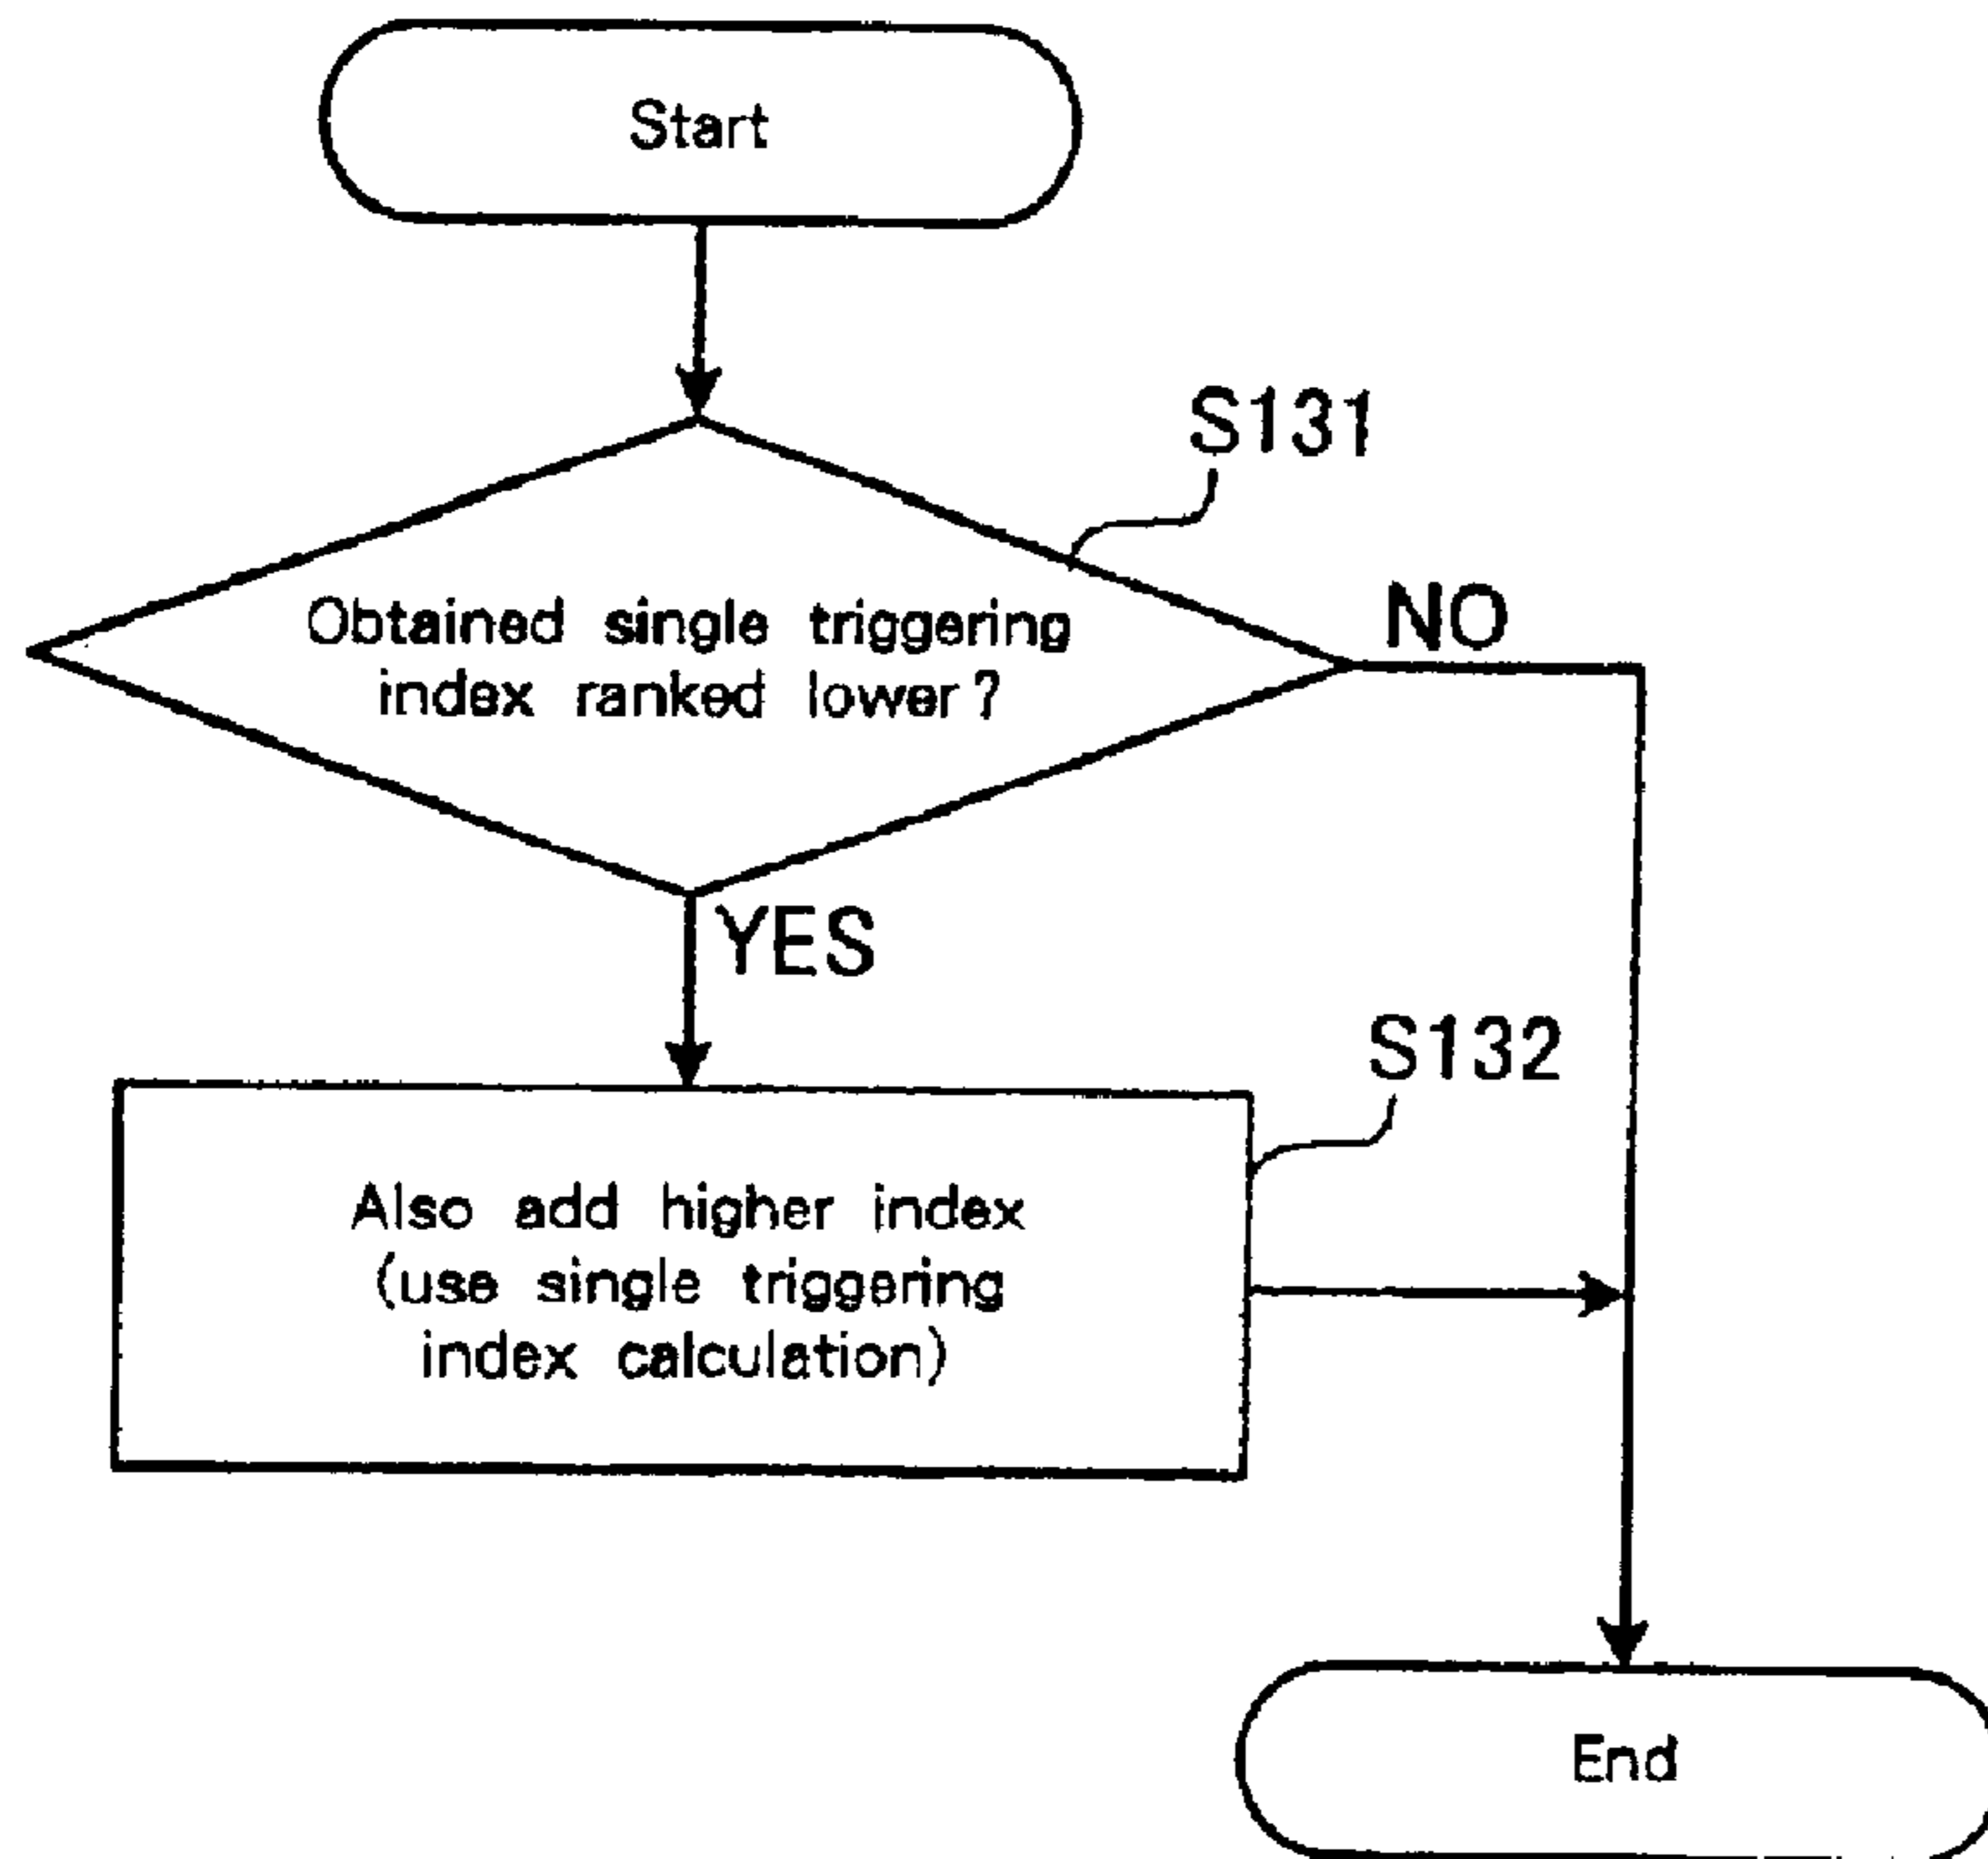 Start
S131
Obtained single triggering
index ranked lower?
NO
YES
S132
Also add higher index
(use single triggering
index calculation)
End